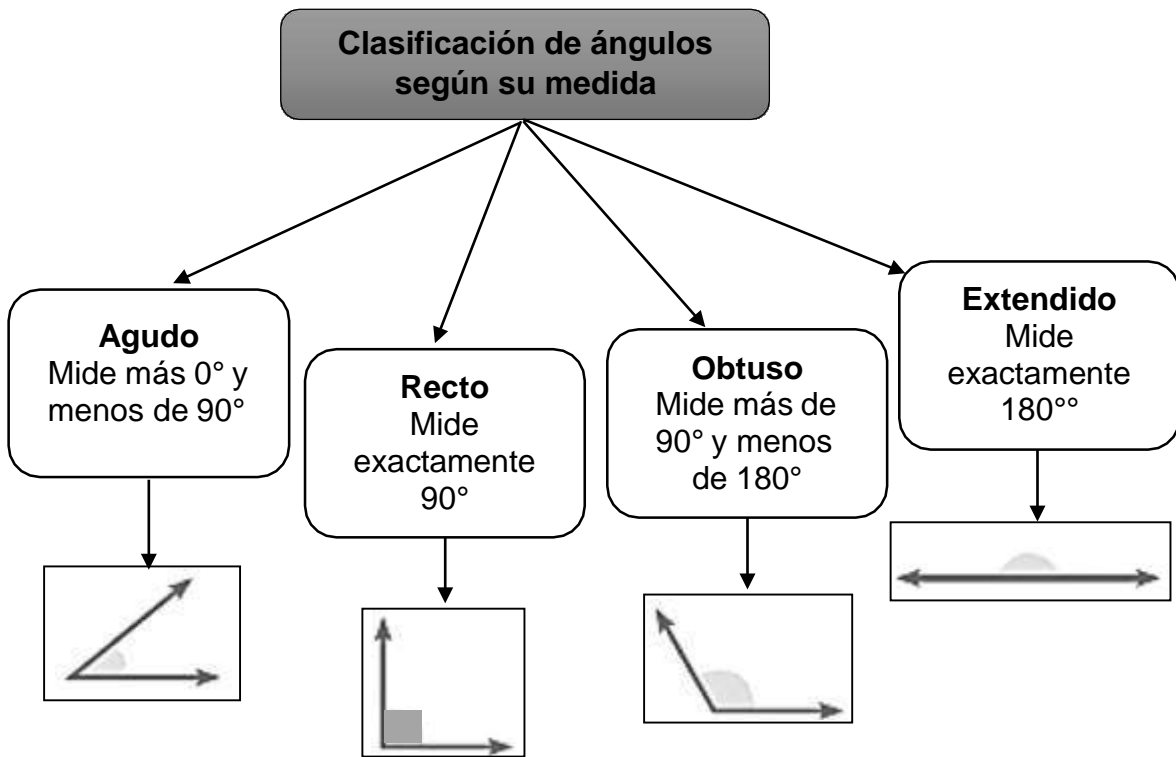 Clasificación de ángulos
según su medida
Agudo
Mide más 0° y
menos de 90°
Recto
Mide
exactamente
90°
Obtuso
Mide más de
90° y menos
de 180°
Extendido
Mide
exactamente
180°°